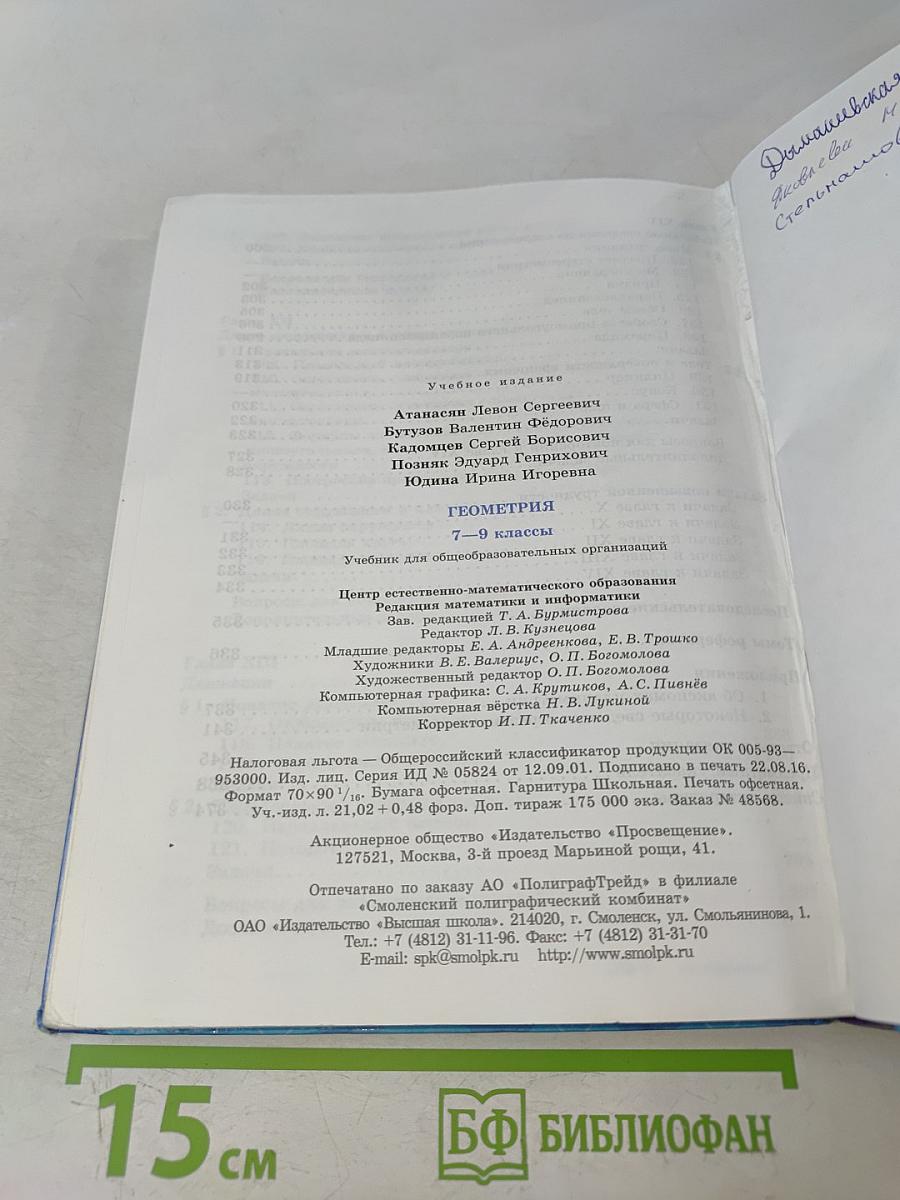 Учебное издание
Атанасян Левон Сергеевич
Бутузов Валентин Фёдорович
Кадомцев Сергей Борисович
Позняк Эдуард Генрихович
Юдина Ирина Игоревна
ГЕОМЕТРИЯ
7—9 классы
Учебник для общеобразовательных организаций
Центр естественно-математического образования
Редакция математики и информатики
Зав. редакцией Т. А. Бурмистрова
Редактор Л. В. Кузнецова
Младшие редакторы Е. А. Андреенкова, Е. В. Трошко
Художники В. Е. Валериус, О. П. Богомолова
Художественный редактор О. П. Богомолова
Компьютерная графика: С. А. Крутиков, А. С. Пивнёв
Компьютерная вёрстка Н. В. Лукиной
Корректор И. П. Ткаченко
Налоговая льгота — Общероссийский классификатор продукции ОК 005-93—
953000. Изд. лиц. Серия ИД № 05824 от 12.09.01. Подписано в печать 22.08.16.
Формат 70×90 1/16. Бумага офсетная. Гарнитура Школьная. Печать офсетная.
Уч.-изд. л. 21,02 + 0,48 форз. Доп. тираж 175 000 экз. Заказ № 48568.
Акционерное общество «Издательство «Просвещение».
127521, Москва, 3-й проезд Марьиной рощи, 41.
Отпечатано по заказу АО «ПолиграфТрейд» в филиале
«Смоленский полиграфический комбинат»
ОАО «Издательство «Высшая школа». 214020, г. Смоленск, ул. Смольянинова, 1.
Тел.: +7 (4812) 31-11-96. Факс: +7 (4812) 31-31-70
E-mail: spk@smolpk.ru http://www.smolpk.ru
Дымашевская
15 см
БФ БИБЛИОФАН